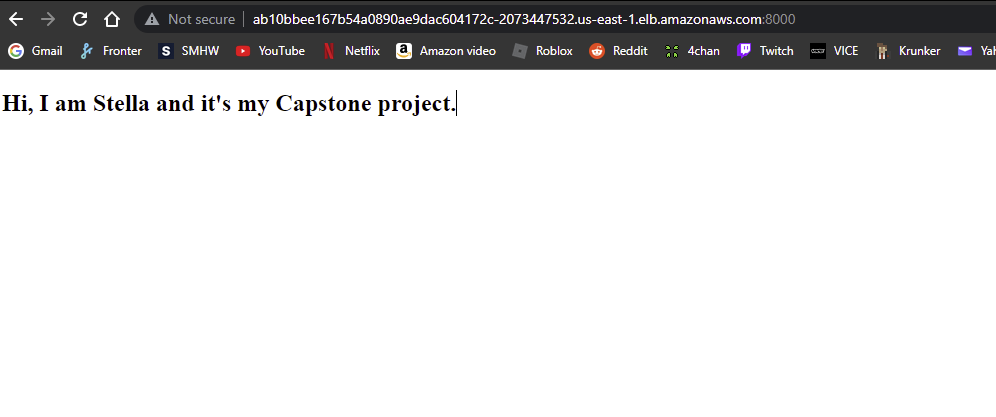 Not secure ab10bbee167b54a0890ae9dac604172c-2073447532.us-east-1.elb.amazonaws.com:8000
Gmail Fronter SMHW YouTube Netflix Amazon video Roblox Reddit 4chan Twitch VICE Krunker
Hi, I am Stella and it's my Capstone project.